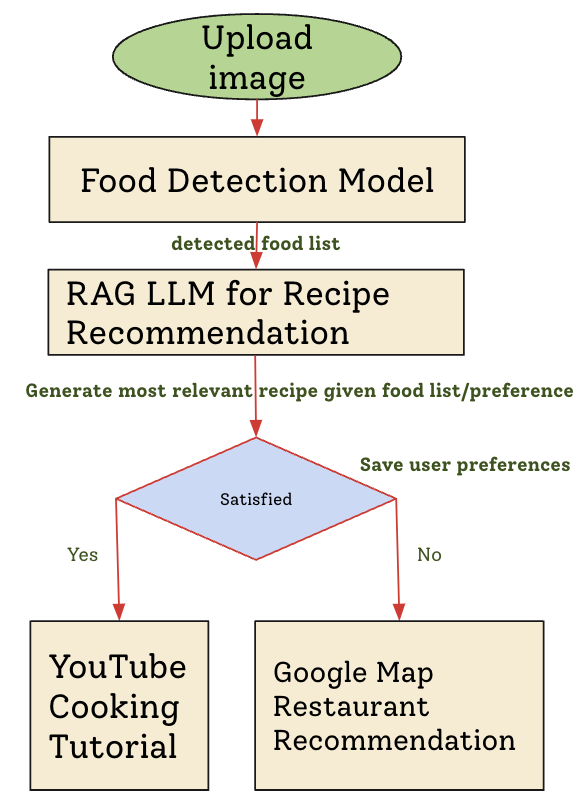 Upload
image
Food Detection Model
detected food list
RAG LLM for Recipe
Recommendation
Generate most relevant recipe given food list/preference
Save user preferences
Satisfied
Yes
No
YouTube
Cooking
Tutorial
Google Map
Restaurant
Recommendation